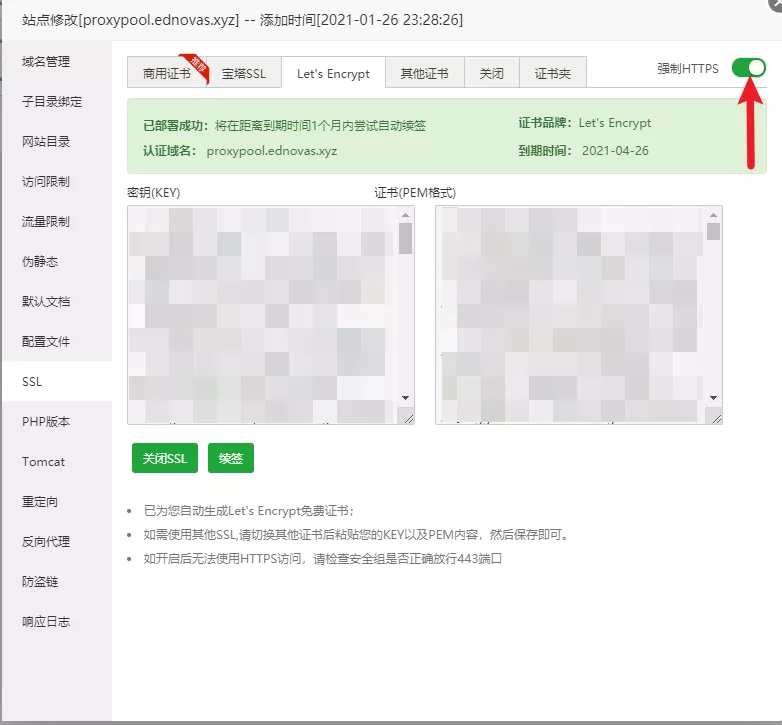 站点修改[proxypool.ednovas.xyz] -- 添加时间[2021-01-26 23:28:26]
域名管理
子目录绑定
网站目录
访问限制
流量限制
伪静态
默认文档
配置文件
SSL
PHP版本
Tomcat
重定向
反向代理
防盗链
响应日志
商用证书 推荐 宝塔SSL Let's Encrypt 其他证书 关闭 证书夹 强制HTTPS
已部署成功：将在距离到期时间1个月内尝试自动续签 证书品牌：Let's Encrypt
认证域名： proxypool.ednovas.xyz 到期时间： 2021-04-26
密钥(KEY) 证书(PEM格式)
关闭SSL 续签
已为您自动生成Let's Encrypt免费证书；
如需使用其他SSL,请切换其他证书后粘贴您的KEY以及PEM内容，然后保存即可。
如开启后无法使用HTTPS访问，请检查安全组是否正确放行443端口